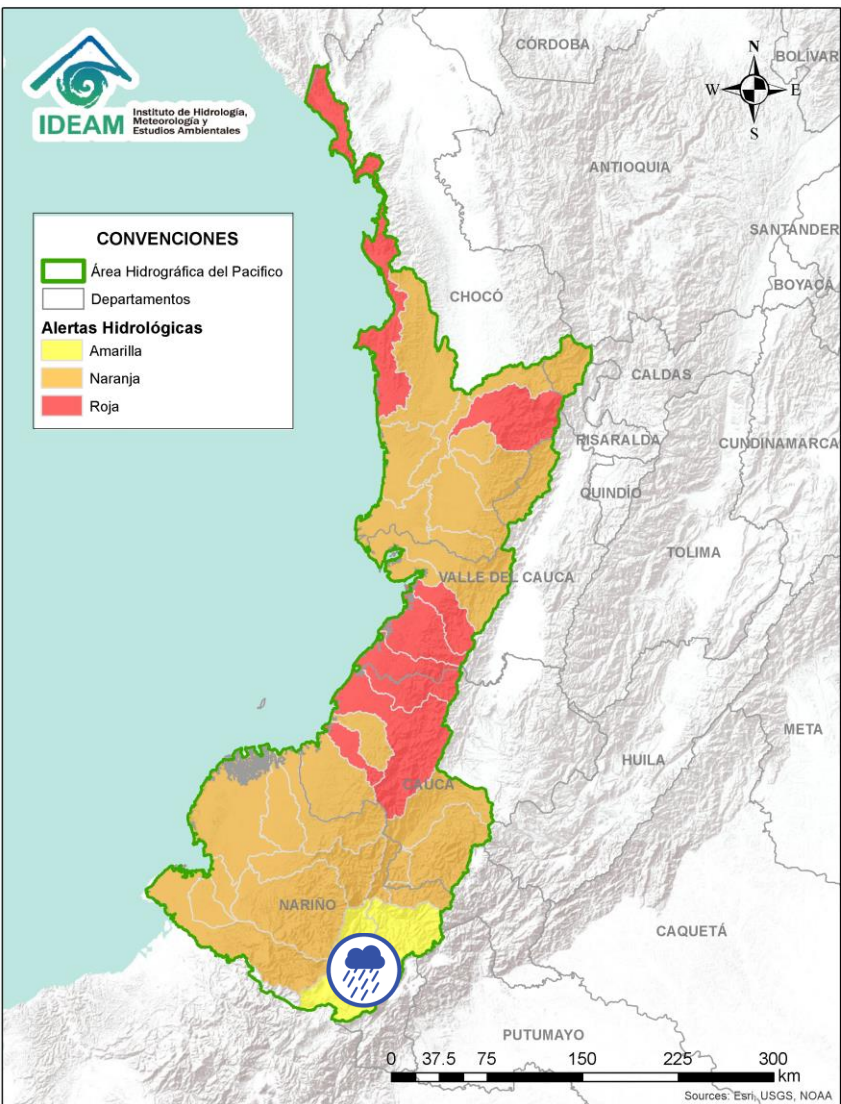 IDEAM
Instituto de Hidrología,
Meteorología y
Estudios Ambientales
N
W
E
S
CÓRDOBA
BOLÍVAR
ANTIOQUIA
SANTANDER
BOYACÁ
CONVENCIONES
Área Hidrográfica del Pacifico
Departamentos
Alertas Hidrológicas
Amarilla
Naranja
Roja
CHOCÓ
CALDAS
RISARALDA
CUNDINAMARCA
QUINDÍO
TOLIMA
VALLE DEL CAUCA
META
HUILA
CAUCA
NARIÑO
CAQUETÁ
PUTUMAYO
0 37.5 75 150 225 300
km
Sources: Esri, USGS, NOAA